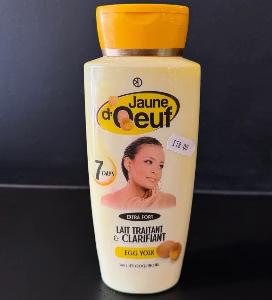 Jaune
d'Oeuf
7 DAYS
EXTRA FORT
LAIT TRAITANT
& CLARIFIANT
EGG YOLK